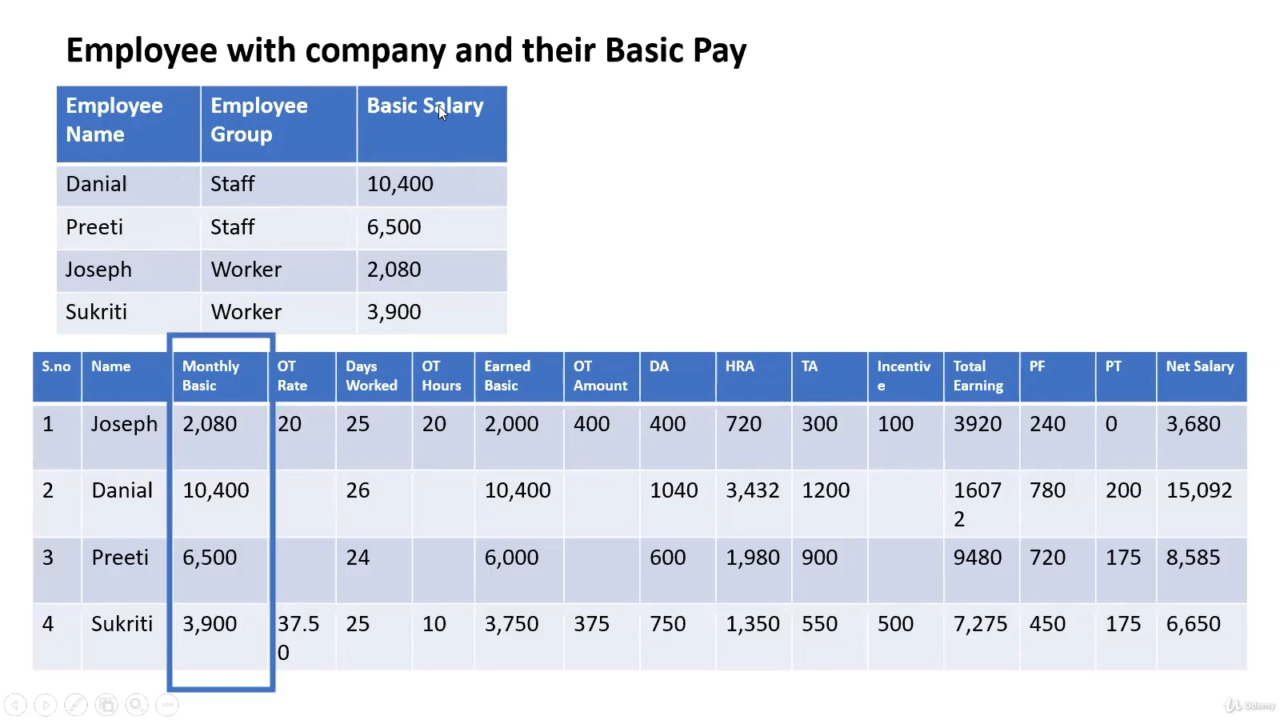 Employee with company and their Basic Pay
Employee Name | Employee Group | Basic Salary
Danial | Staff | 10,400
Preeti | Staff | 6,500
Joseph | Worker | 2,080
Sukriti | Worker | 3,900
S.no | Name | Monthly Basic | OT Rate | Days Worked | OT Hours | Earned Basic | OT Amount | DA | HRA | TA | Incentive | Total Earning | PF | PT | Net Salary
1 | Joseph | 2,080 | 20 | 25 | 20 | 2,000 | 400 | 400 | 720 | 300 | 100 | 3920 | 240 | 0 | 3,680
2 | Danial | 10,400 | | 26 | | 10,400 | | 1040 | 3,432 | 1200 | | 16072 | 780 | 200 | 15,092
3 | Preeti | 6,500 | | 24 | | 6,000 | | 600 | 1,980 | 900 | | 9480 | 720 | 175 | 8,585
4 | Sukriti | 3,900 | 37.50 | 25 | 10 | 3,750 | 375 | 750 | 1,350 | 550 | 500 | 7,275 | 450 | 175 | 6,650
Udemy